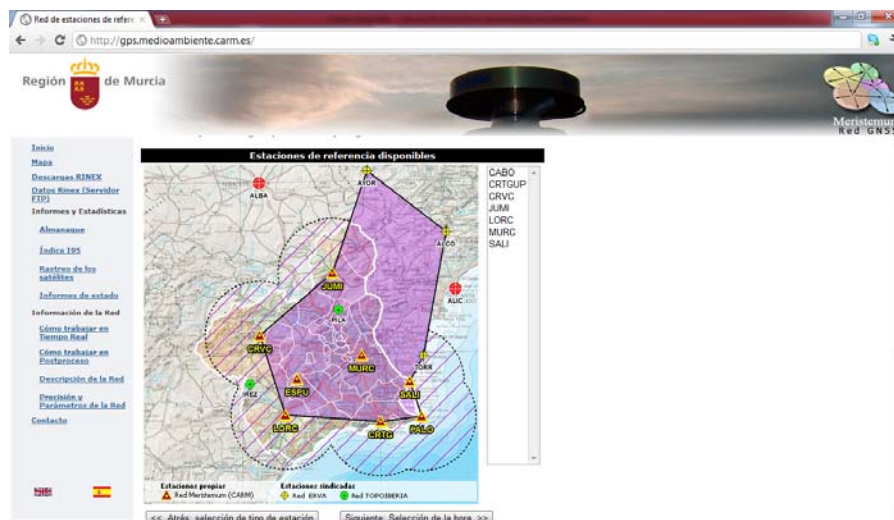 Red de estaciones de refere
http://gps.medioambiente.carm.es/
Región de Murcia
Meristemum
Red GNSS
Inicio
Mapa
Descargas RINEX
Datos Rinex (Servidor
FTP)
Informes y Estadísticas
Almanaque
Índice I95
Rastreo de los
satélites
Informes de estado
Información de la Red
Cómo trabajar en
Tiempo Real
Cómo trabajar en
Postproceso
Descripción de la Red
Precisión y
Parámetros de la Red
Contacto
Estaciones de referencia disponibles
AYOR
ALBA
ALCO
JUMI
ALIC
PILA
CRVC
MURC
TORR
ESPU
SALI
LORC
CRTG
PALO
Estaciones propias
Red Meristemum (CARM)
Estaciones sindicadas
Red ERVA
Red TOPOIBERIA
CABO
CRTGUP
CRVC
JUMI
LORC
MURC
SALI
<< Atrás: selección de tipo de estación
Siguiente: Selección de la hora >>